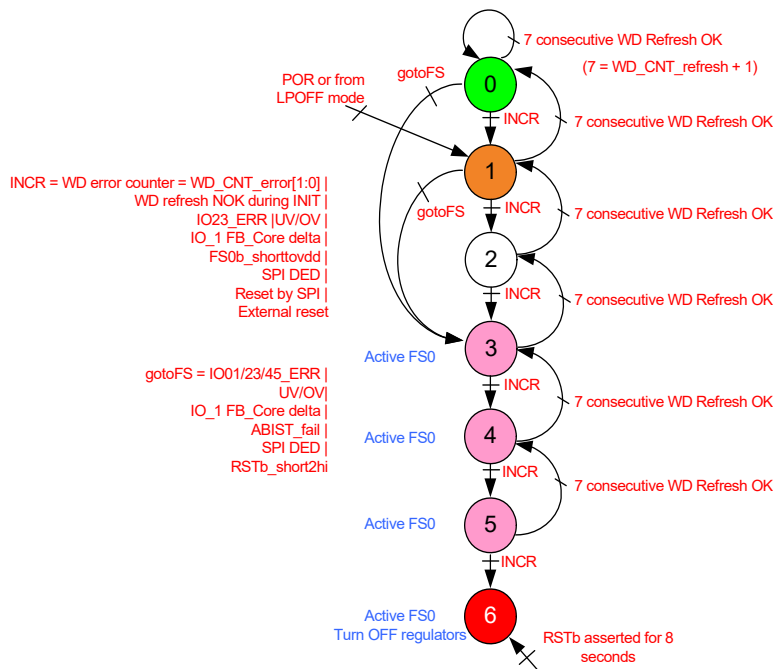 7 consecutive WD Refresh OK
(7 = WD_CNT_refresh + 1)
gotoFS
0
POR or from
LPOFF mode
INCR
7 consecutive WD Refresh OK
1
INCR = WD error counter = WD_CNT_error[1:0] |
WD refresh NOK during INIT |
IO23_ERR |UV/OV|
IO_1 FB_Core delta |
FS0b_shorttovdd |
SPI DED |
Reset by SPI |
External reset
gotoFS
INCR
7 consecutive WD Refresh OK
2
INCR
7 consecutive WD Refresh OK
3
Active FS0
gotoFS = IO01/23/45_ERR |
UV/OV|
IO_1 FB_Core delta |
ABIST_fail |
SPI DED |
RSTb_short2hi
INCR
7 consecutive WD Refresh OK
Active FS0
4
INCR
7 consecutive WD Refresh OK
Active FS0
5
INCR
Active FS0
Turn OFF regulators
6
RSTb asserted for 8
seconds